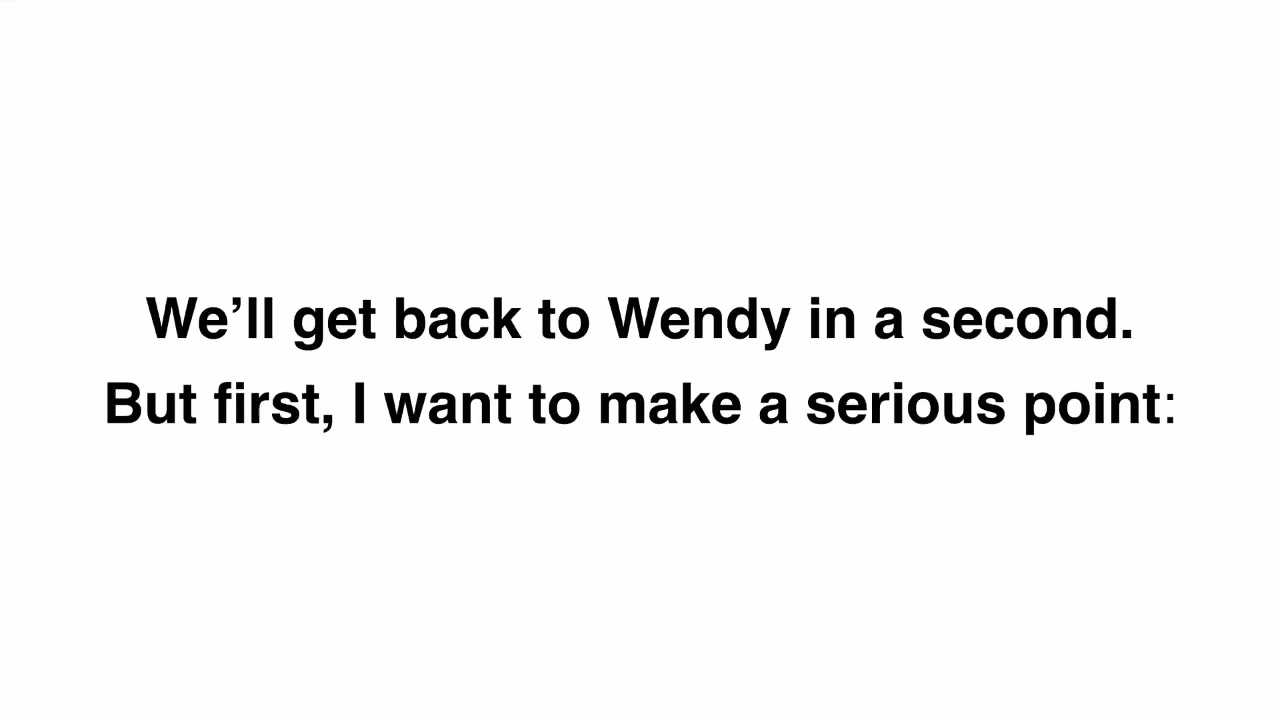 We’ll get back to Wendy in a second.
But first, I want to make a serious point: